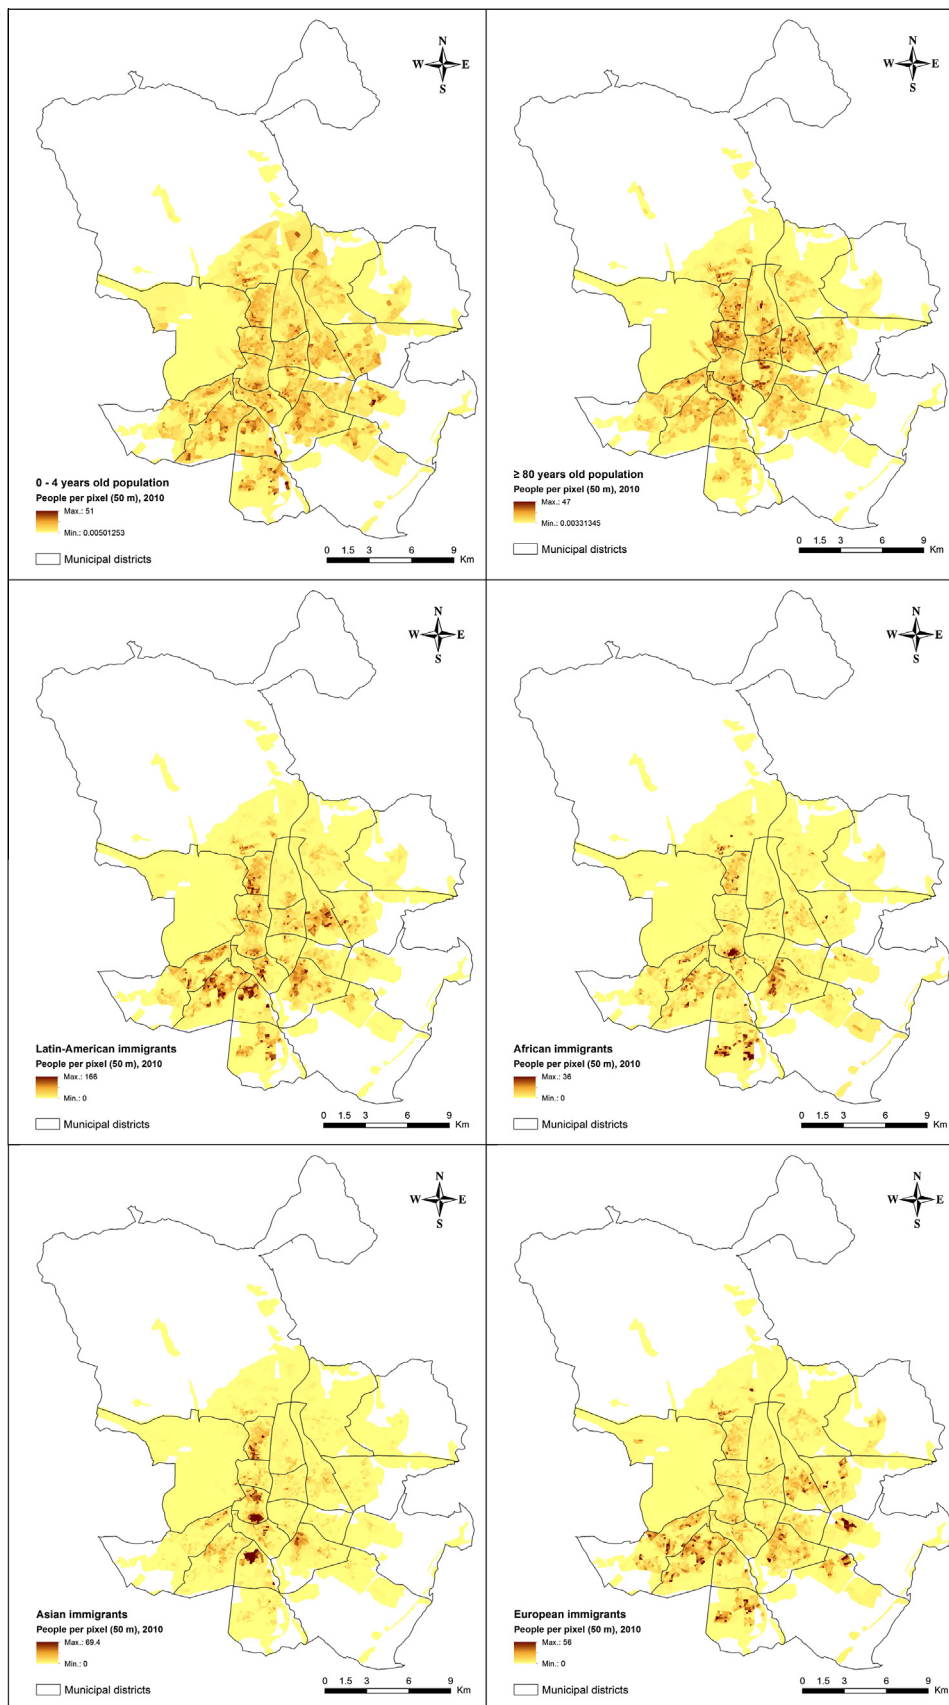 N
W E
S
0 - 4 years old population
People per pixel (50 m), 2010
Max.: 51
Min.: 0.00501253
Municipal districts
0 1.5 3 6 9
Km
N
W E
S
≥ 80 years old population
People per pixel (50 m), 2010
Max.: 47
Min.: 0.00331345
Municipal districts
0 1.5 3 6 9
Km
N
W E
S
Latin-American immigrants
People per pixel (50 m), 2010
Max.: 166
Min.: 0
Municipal districts
0 1.5 3 6 9
Km
N
W E
S
African immigrants
People per pixel (50 m), 2010
Max.: 36
Min.: 0
Municipal districts
0 1.5 3 6 9
Km
N
W E
S
Asian immigrants
People per pixel (50 m), 2010
Max.: 69.4
Min.: 0
Municipal districts
0 1.5 3 6 9
Km
N
W E
S
European immigrants
People per pixel (50 m), 2010
Max.: 56
Min.: 0
Municipal districts
0 1.5 3 6 9
Km